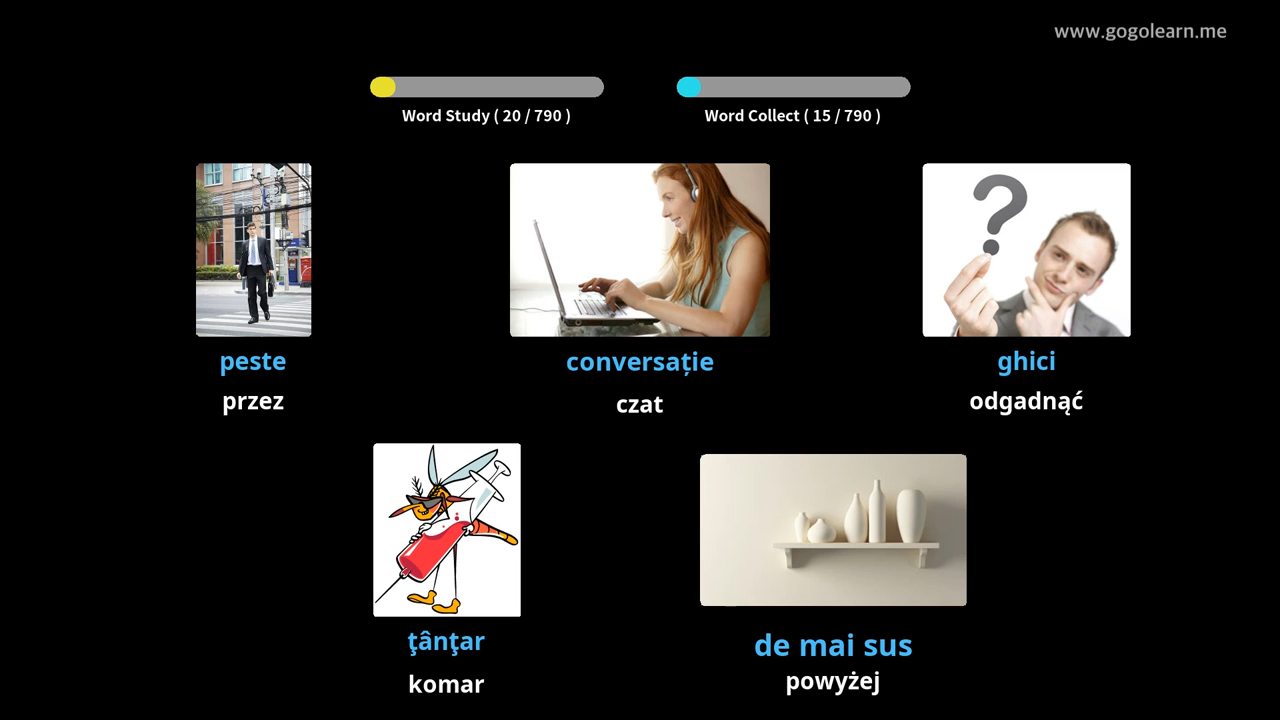 www.gogolearn.me
Word Study ( 20 / 790 )
Word Collect ( 15 / 790 )
peste
przez
conversație
czat
ghici
odgadnąć
ţânţar
komar
de mai sus
powyżej